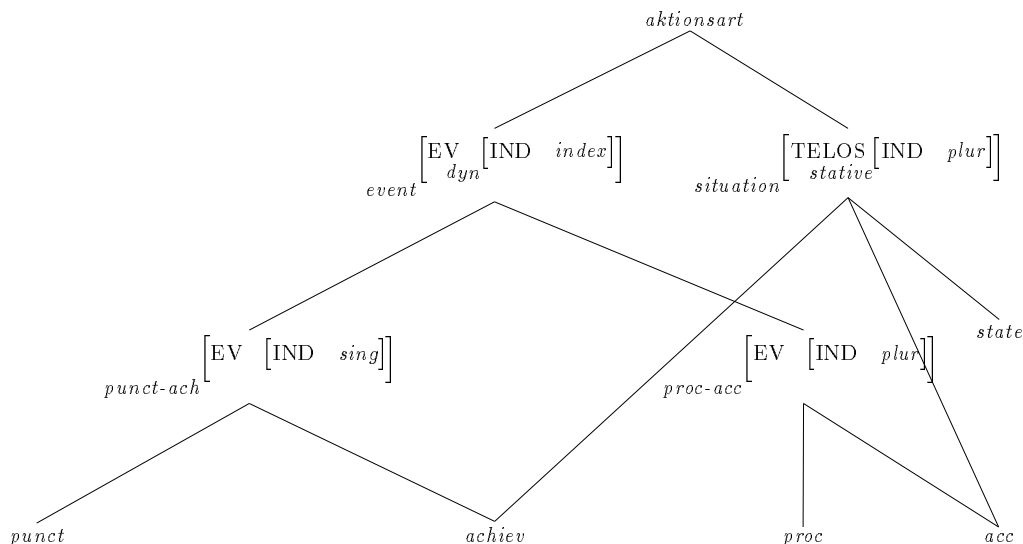 aktionsart
[EV [IND index]] [TELOS [IND plur]]
dyn stative
event situation
state
[EV [IND sing]] [EV [IND plur]]
punct-ach proc-acc
punct achiev proc acc